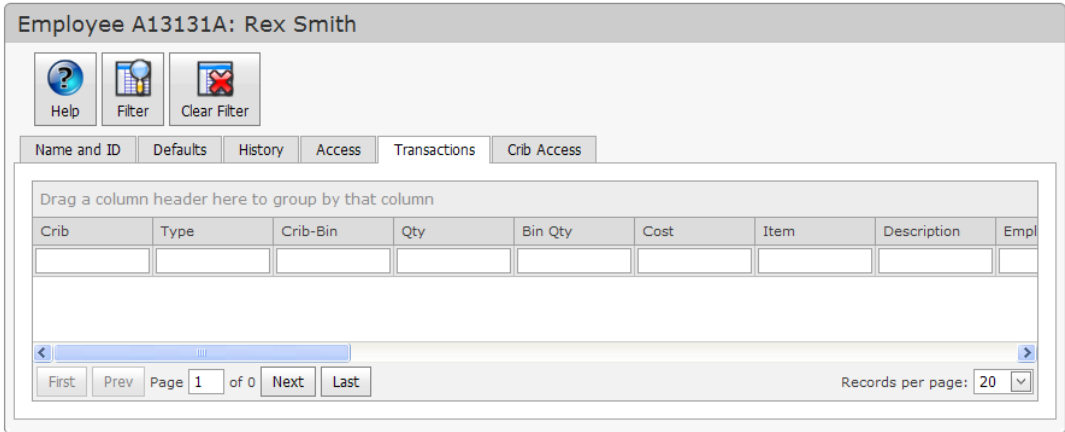 Employee A13131A: Rex Smith
Help Filter Clear Filter
Name and ID Defaults History Access Transactions Crib Access
Drag a column header here to group by that column
Crib Type Crib-Bin Qty Bin Qty Cost Item Description Empl
First Prev Page 1 of 0 Next Last Records per page: 20